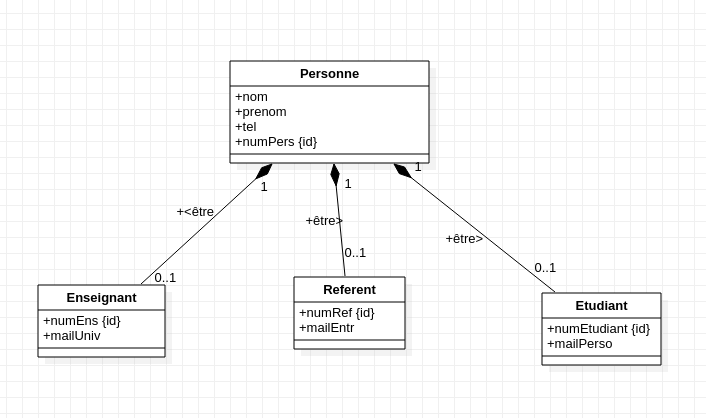 Personne
+nom
+prenom
+tel
+numPers {id}
1
1
1
+<être
+être>
+être>
0..1
0..1
0..1
Enseignant
+numEns {id}
+mailUniv
Referent
+numRef {id}
+mailEntr
Etudiant
+numEtudiant {id}
+mailPerso